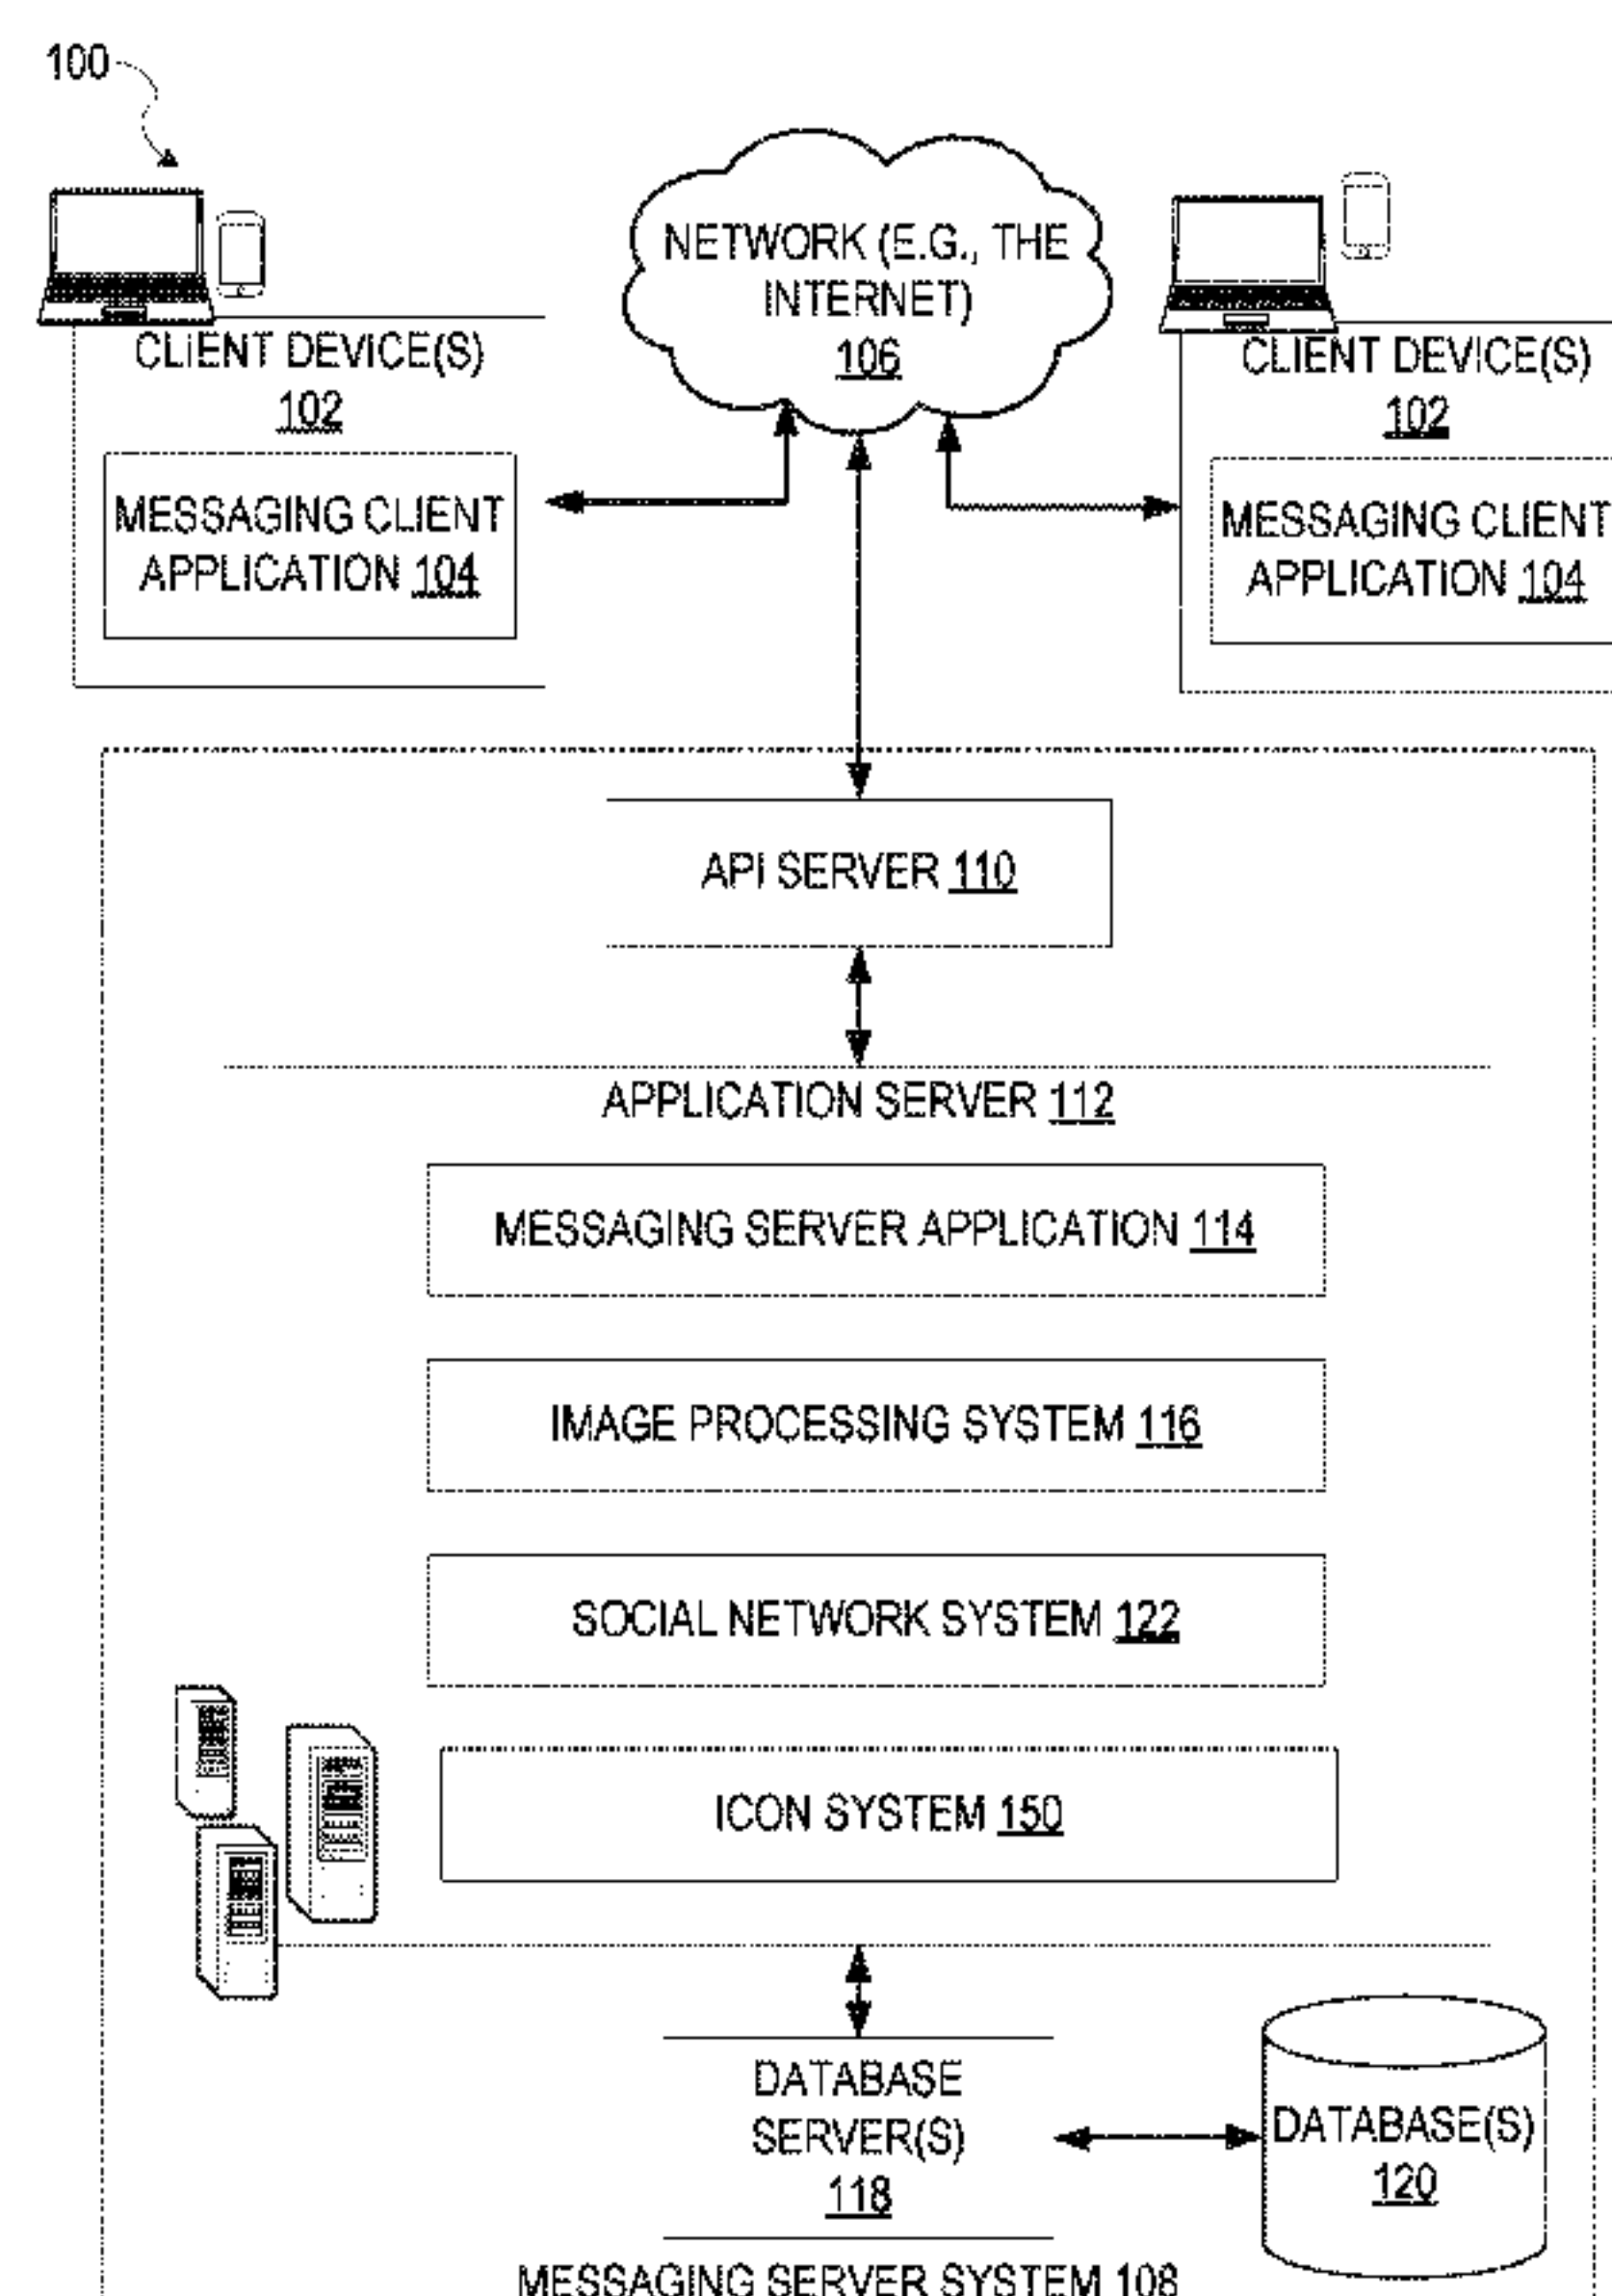 100
NETWORK (E.G., THE
INTERNET)
106
CLIENT DEVICE(S)
102
MESSAGING CLIENT
APPLICATION 104
CLIENT DEVICE(S)
102
MESSAGING CLIENT
APPLICATION 104
API SERVER 110
APPLICATION SERVER 112
MESSAGING SERVER APPLICATION 114
IMAGE PROCESSING SYSTEM 116
SOCIAL NETWORK SYSTEM 122
ICON SYSTEM 150
DATABASE
SERVER(S)
118
DATABASE(S)
120
MESSAGING SERVER SYSTEM 108